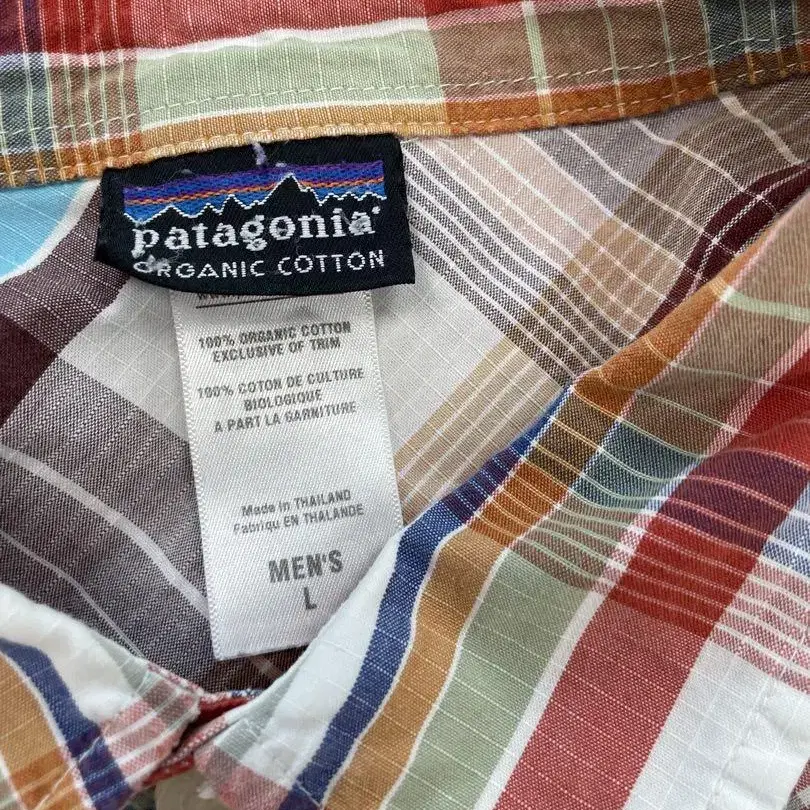 patagonia
ORGANIC COTTON
100% ORGANIC COTTON
EXCLUSIVE OF TRIM
100% COTON DE CULTURE
BIOLOGIQUE
A PART LA GARNITURE
Made in THAILAND
Fabriqu EN THALANDE
MEN'S
L